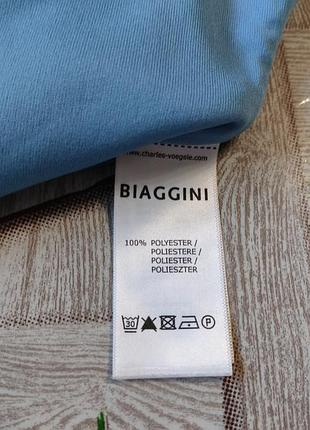 www.charles-voegele.com
BIAGGINI
100% POLYESTER /
POLIESTERE /
POLIESTER /
POLIESZTER
30
P